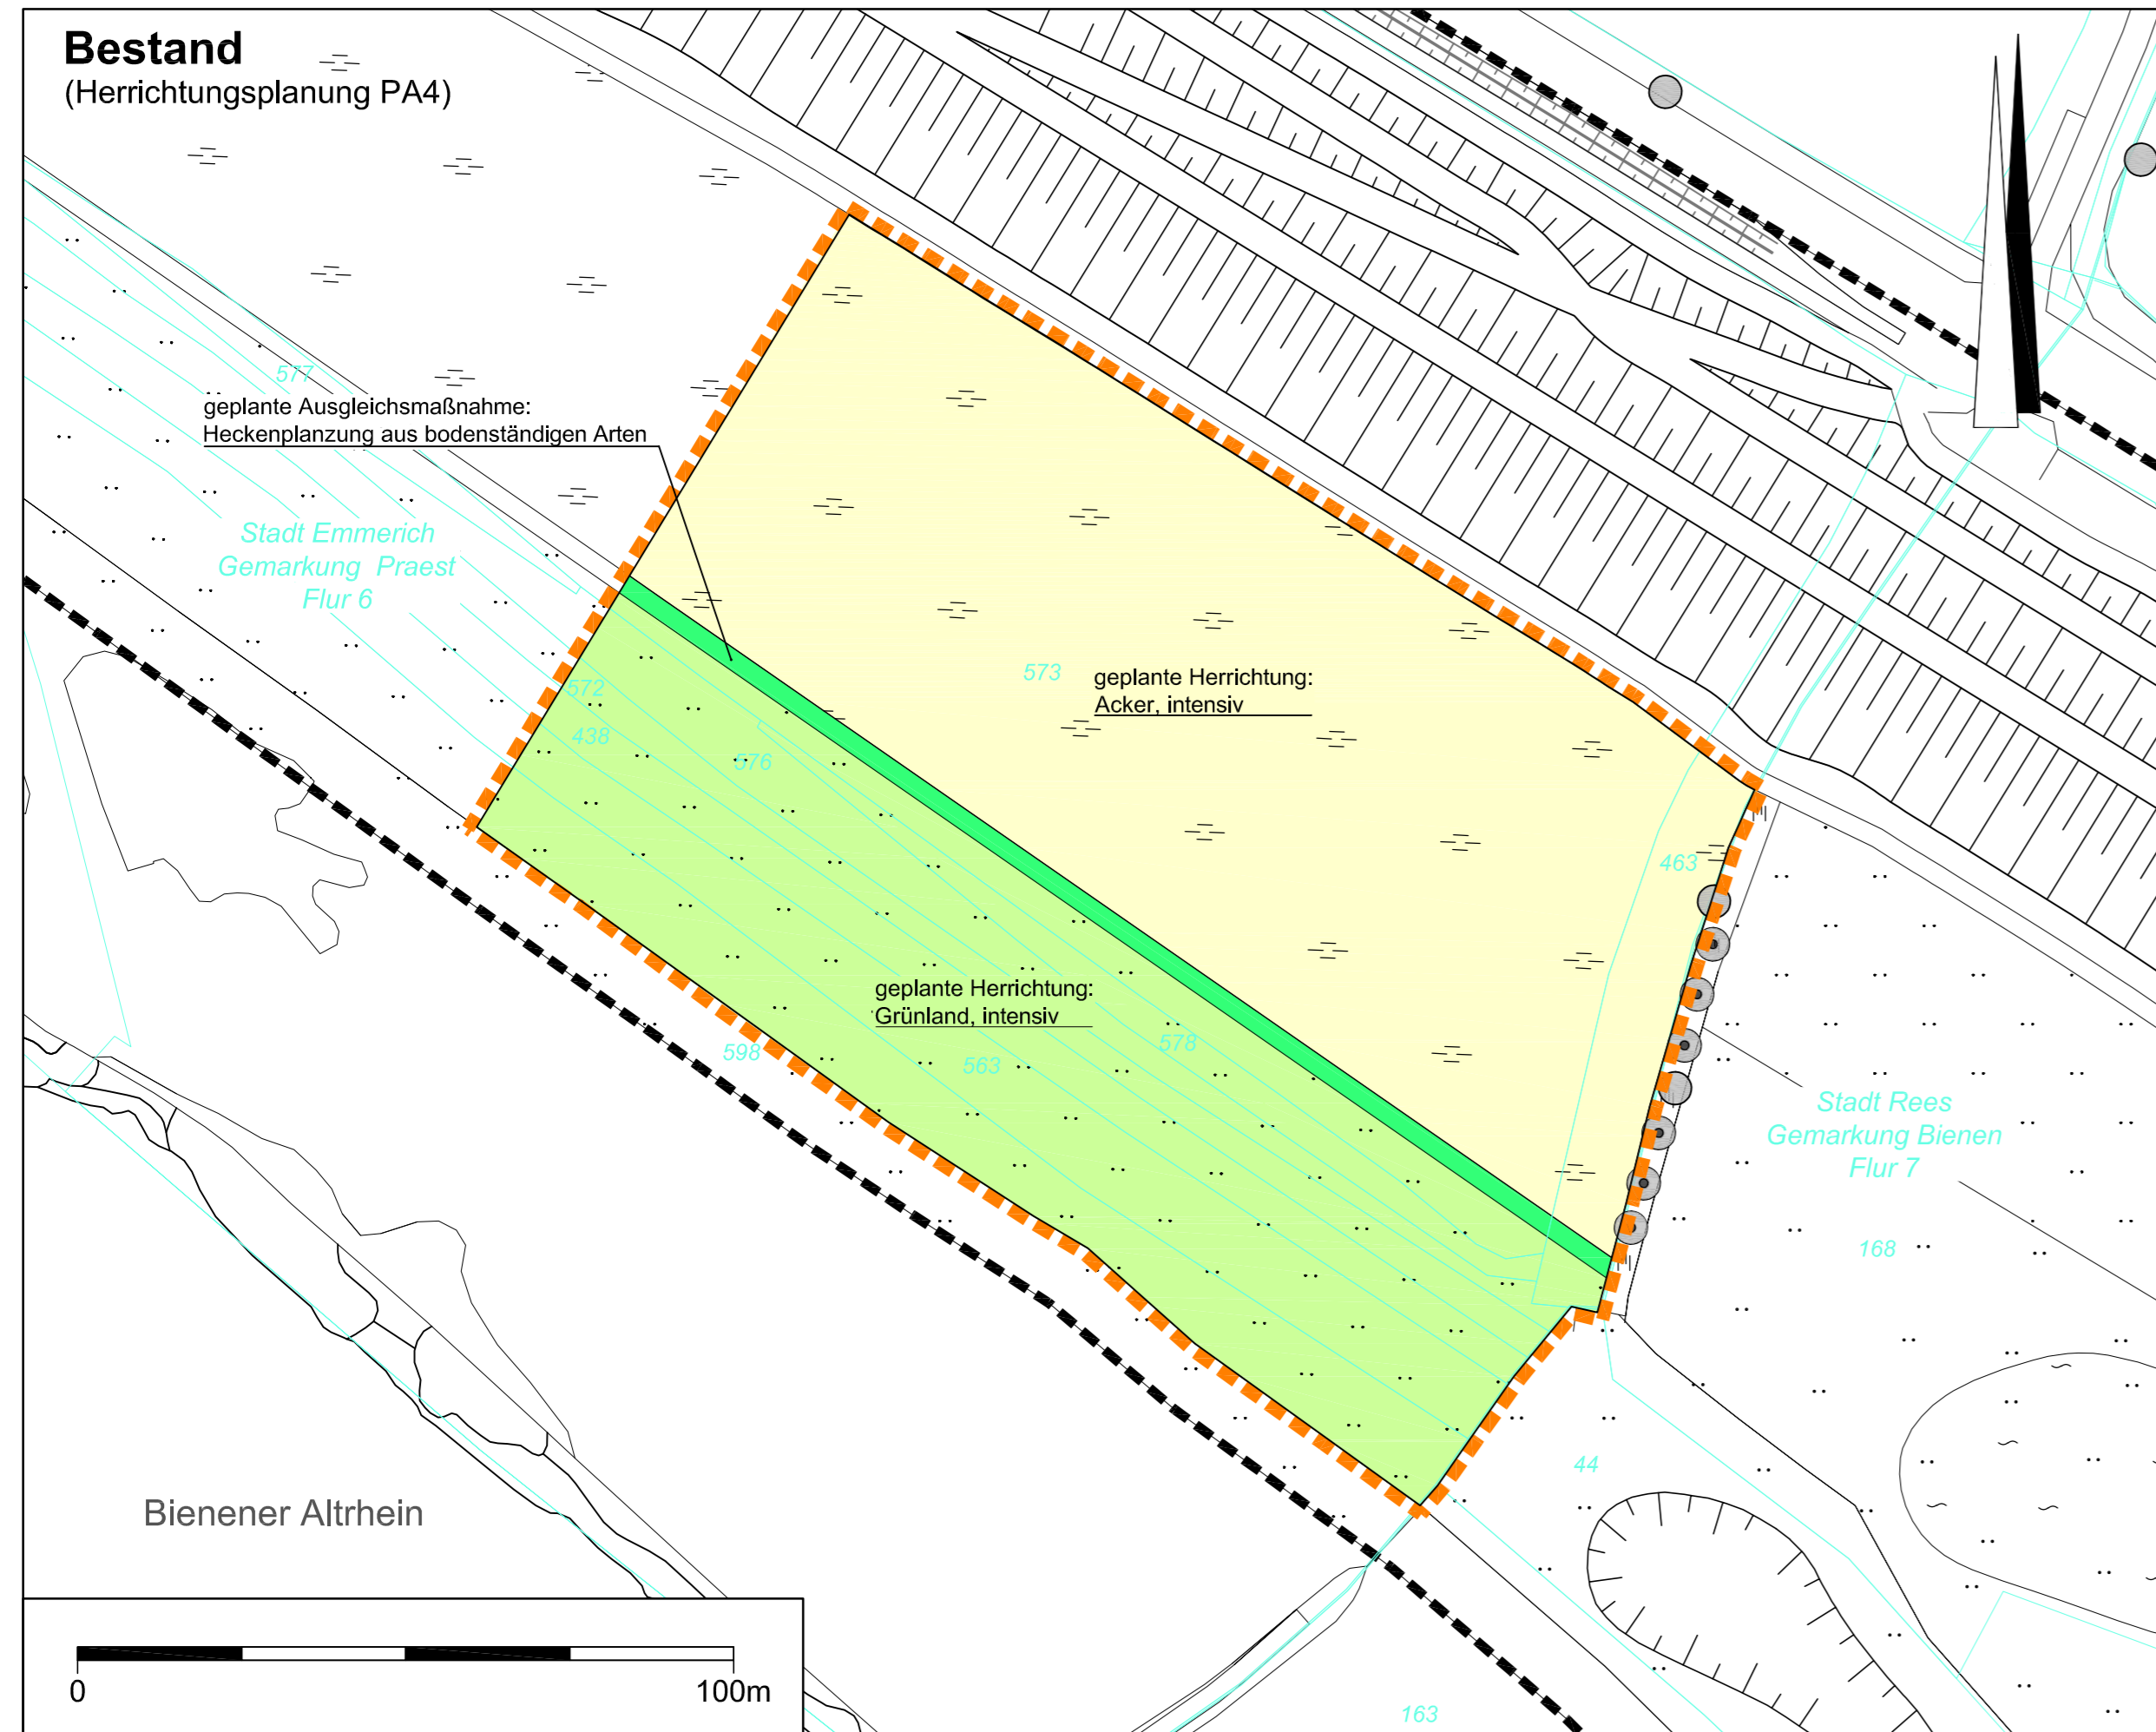 Bestand
(Herrichtungsplanung PA4)
577
geplante Ausgleichsmaßnahme:
Heckenplanzung aus bodenständigen Arten
Stadt Emmerich
Gemarkung Praest
Flur 6
573
geplante Herrichtung:
Acker, intensiv
572
438
576
463
geplante Herrichtung:
Grünland, intensiv
598
563
578
Stadt Rees
Gemarkung Bienen
Flur 7
168
44
Bienener Altrhein
0
100m
163